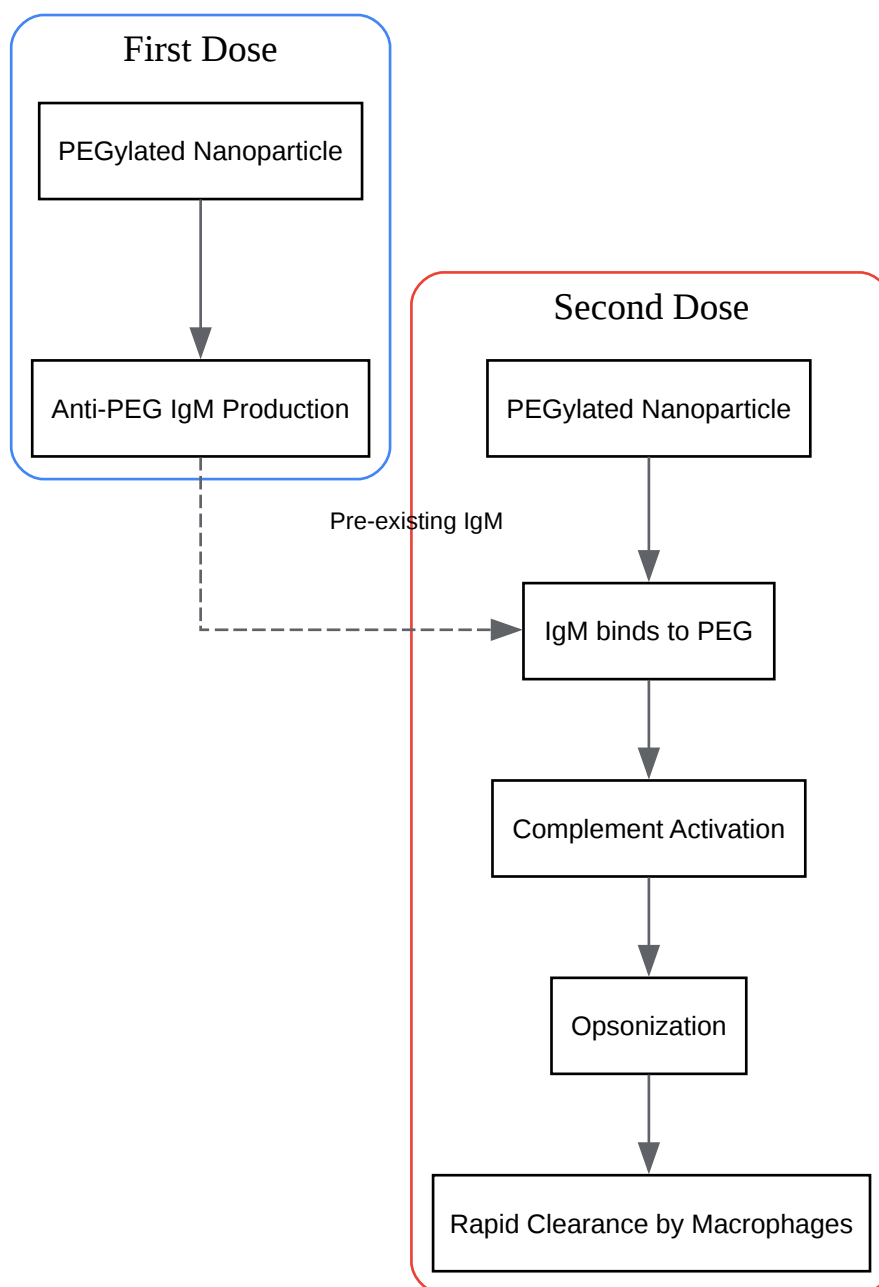 First Dose
PEGylated Nanoparticle
Anti-PEG IgM Production
Pre-existing IgM
Second Dose
PEGylated Nanoparticle
IgM binds to PEG
Complement Activation
Opsonization
Rapid Clearance by Macrophages